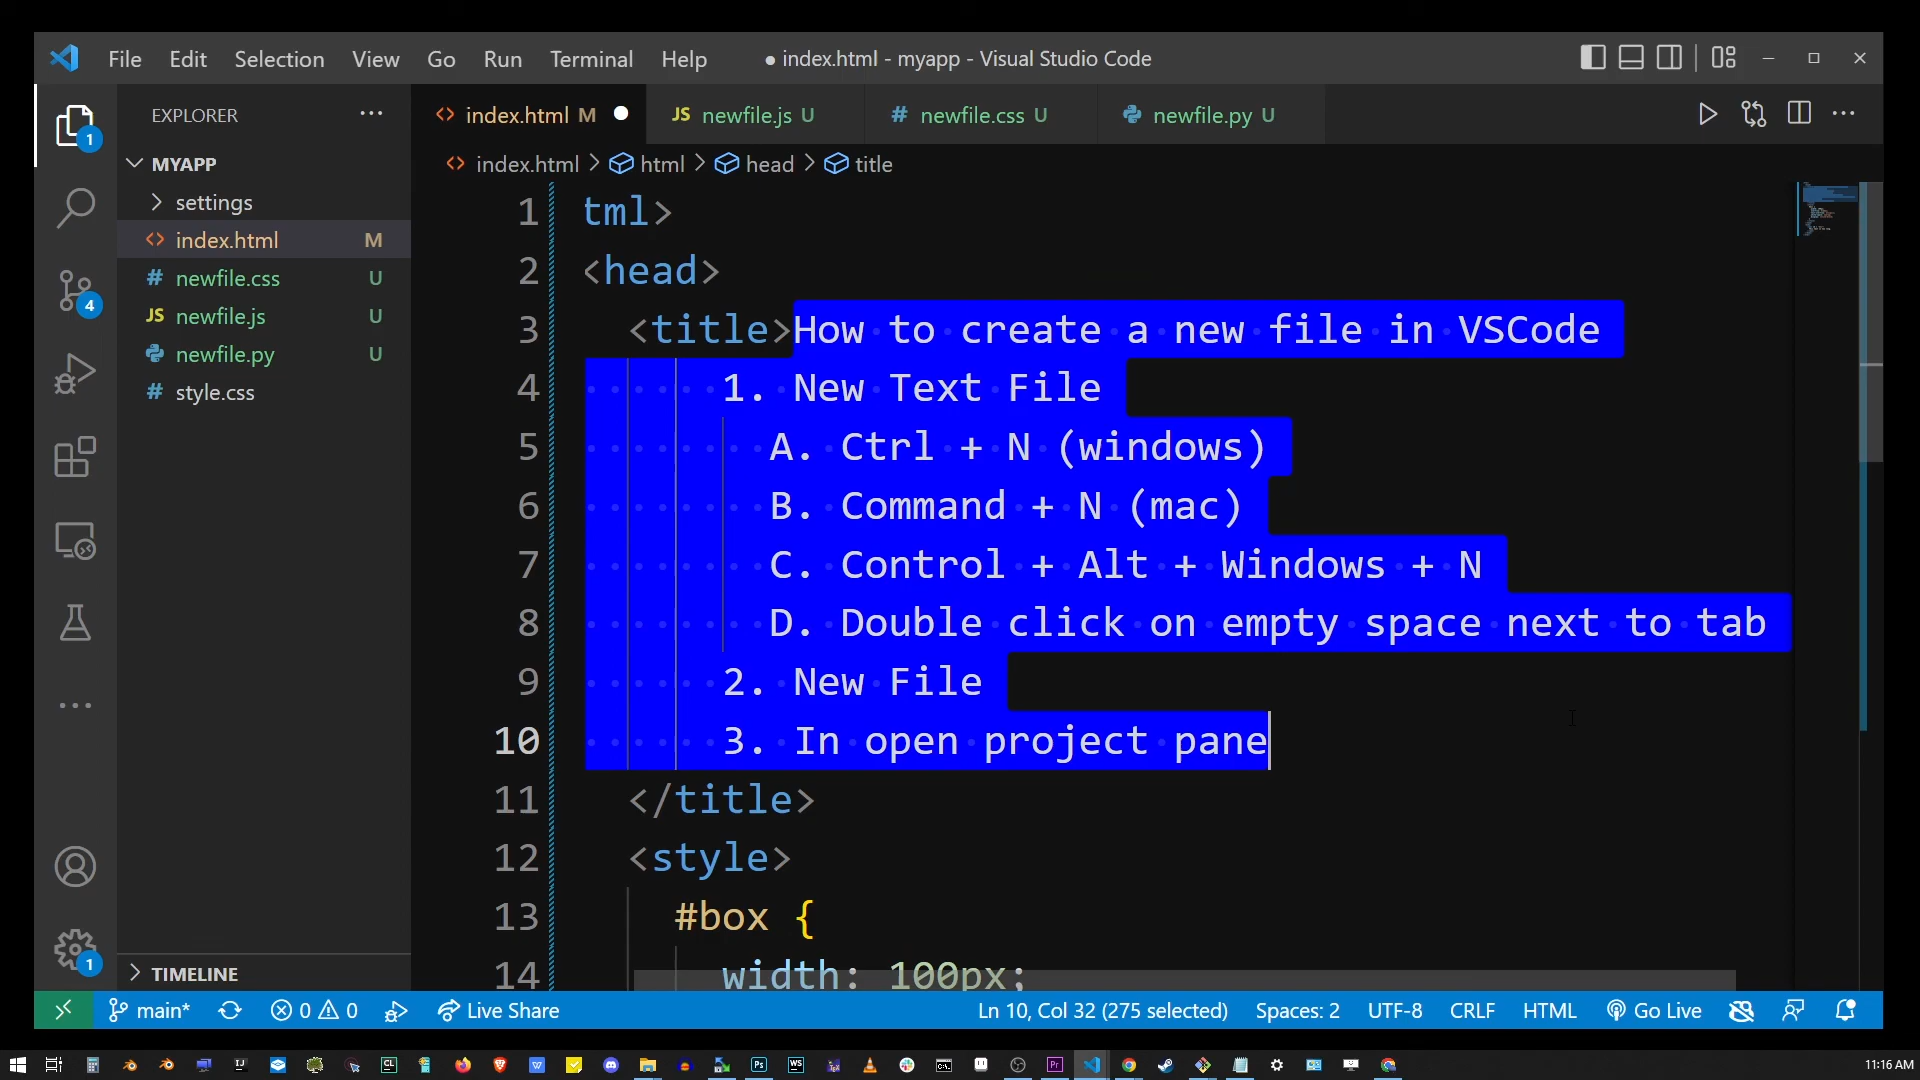 File Edit Selection View Go Run Terminal Help ● index.html - myapp - Visual Studio Code
EXPLORER ···
index.html M
JS newfile.js U
# newfile.css U
newfile.py U
index.html > html > head > title
MYAPP
settings
index.html M
# newfile.css U
JS newfile.js U
newfile.py U
# style.css
TIMELINE
1 tml>
2 <head>
3 <title>How to create a new file in VSCode
4 1. New Text File
5 A. Ctrl + N (windows)
6 B. Command + N (mac)
7 C. Control + Alt + Windows + N
8 D. Double click on empty space next to tab
9 2. New File
10 3. In open project pane
11 </title>
12 <style>
13 #box {
14 width: 100px;
1
4
1
main* 0 0 Live Share Ln 10, Col 32 (275 selected) Spaces: 2 UTF-8 CRLF HTML Go Live
11:16 AM